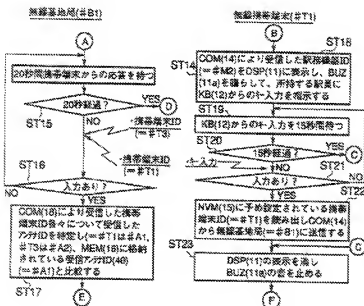 無線基地局(#B1)
A
20秒間携帯端末からの応答を待つ
20秒経過?
YES
D
ST15
NO
携帯端末ID
(=#T3)
携帯端末ID
(=#T1)
ST16
NO
入力あり?
YES
COM(18)により受信した携帯
端末ID各々について受信した
アンテナIDを特定し(=#T1は#A1,
#T3は#A2)、MEM(18)に格納
されている受信アンテナID(40)
(=#A1)と比較する
ST17
E
無線携帯端末(#T1)
B
ST14
COM(14)により受信した駅務機器ID
(=#M2)をDSP(11)に表示し、BUZ
(11a)を鳴らして、所持する駅員に
KB(12)からのキー入力を指示する
ST19
KB(12)からのキー入力を15秒間待つ
ST20
15秒経過?
YES
C
キー入力
NO
ST21
入力あり?
NO
YES
ST22
NVM(15)に予め設定されている携帯
端末ID(=#T1)を読み出しCOM(14)
から無線基地局(=#B1)に送信する
ST23
C
DSP(11)の表示を消し
BUZ(11a)の音を止める
F